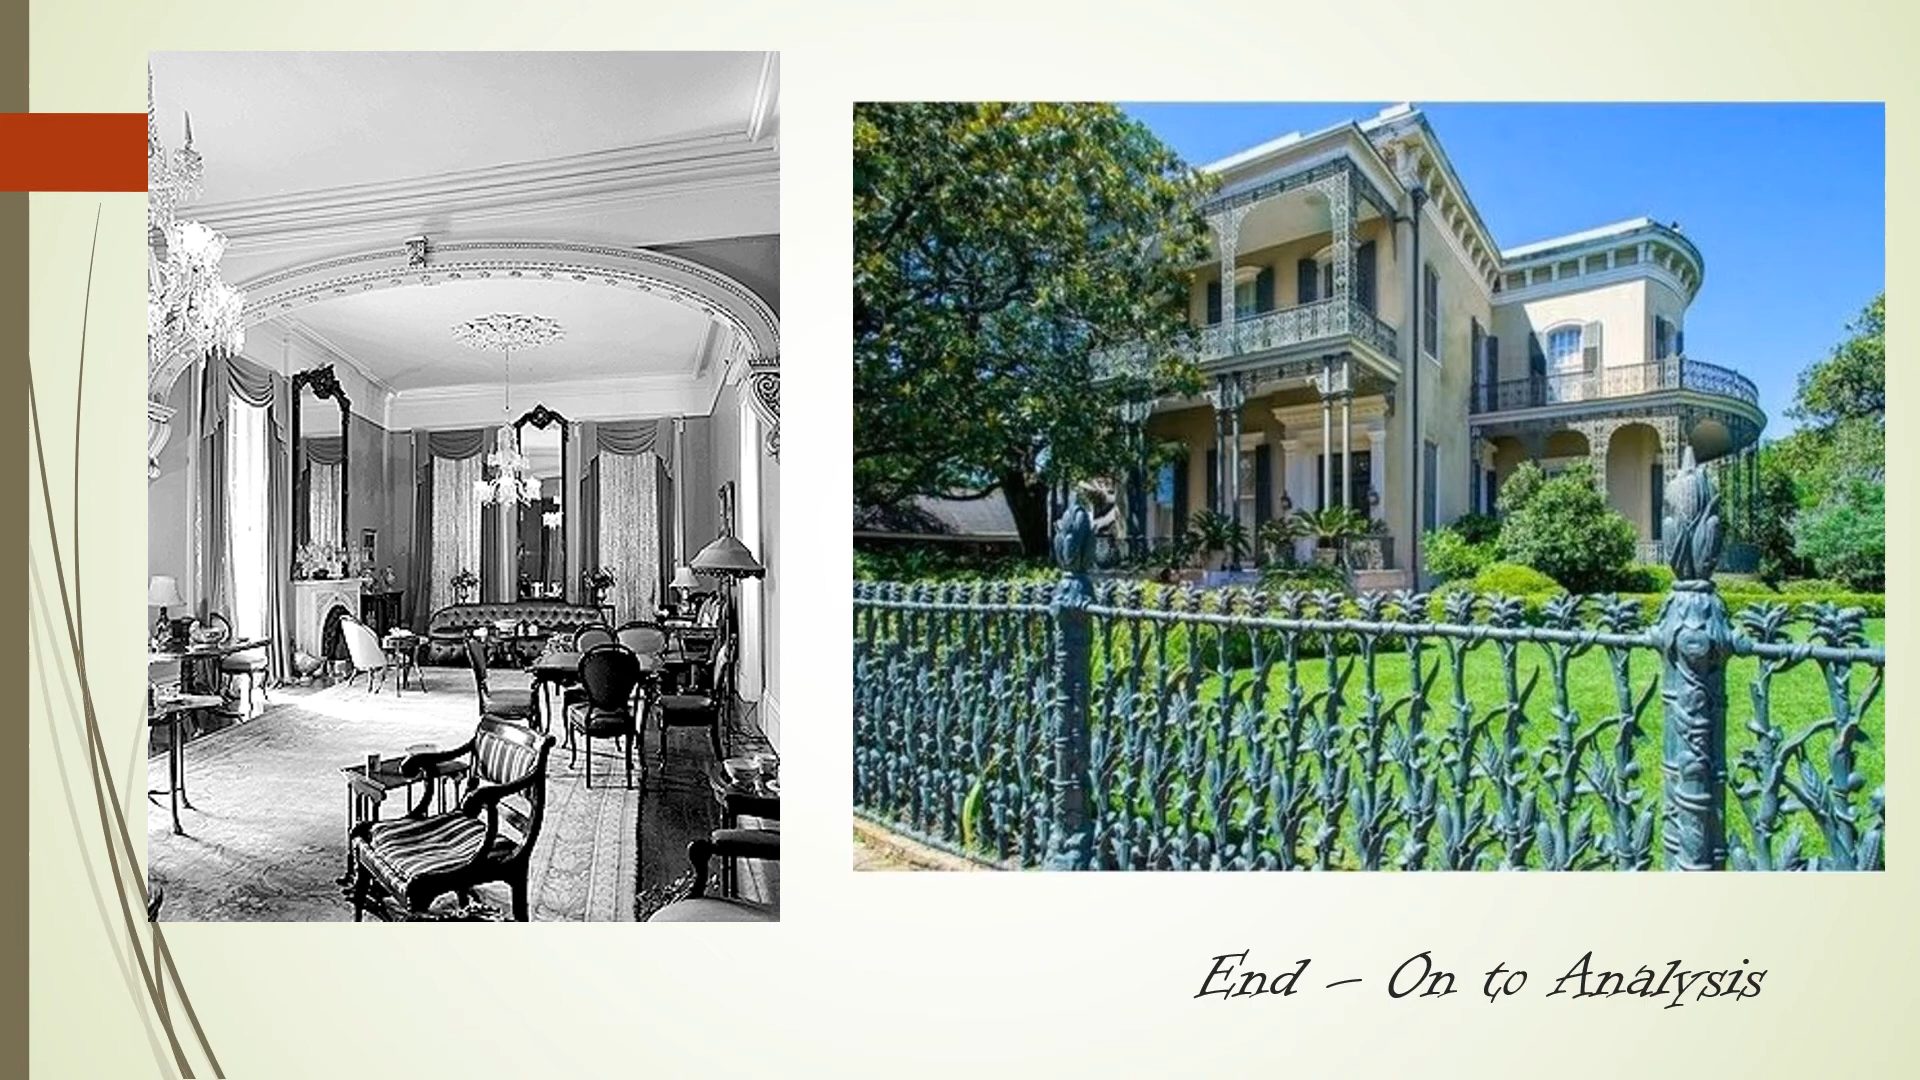 End – On to Analysis